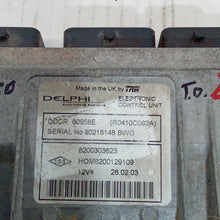 Made in the UK by TRW
DELPHI
ELECTRONIC
CONTROL UNIT
DDCR 80958E (R0410C083A)
SERIAL No 80216148 BWG
8200303623
HOM8200129109
12V 28.02.03
T.O.